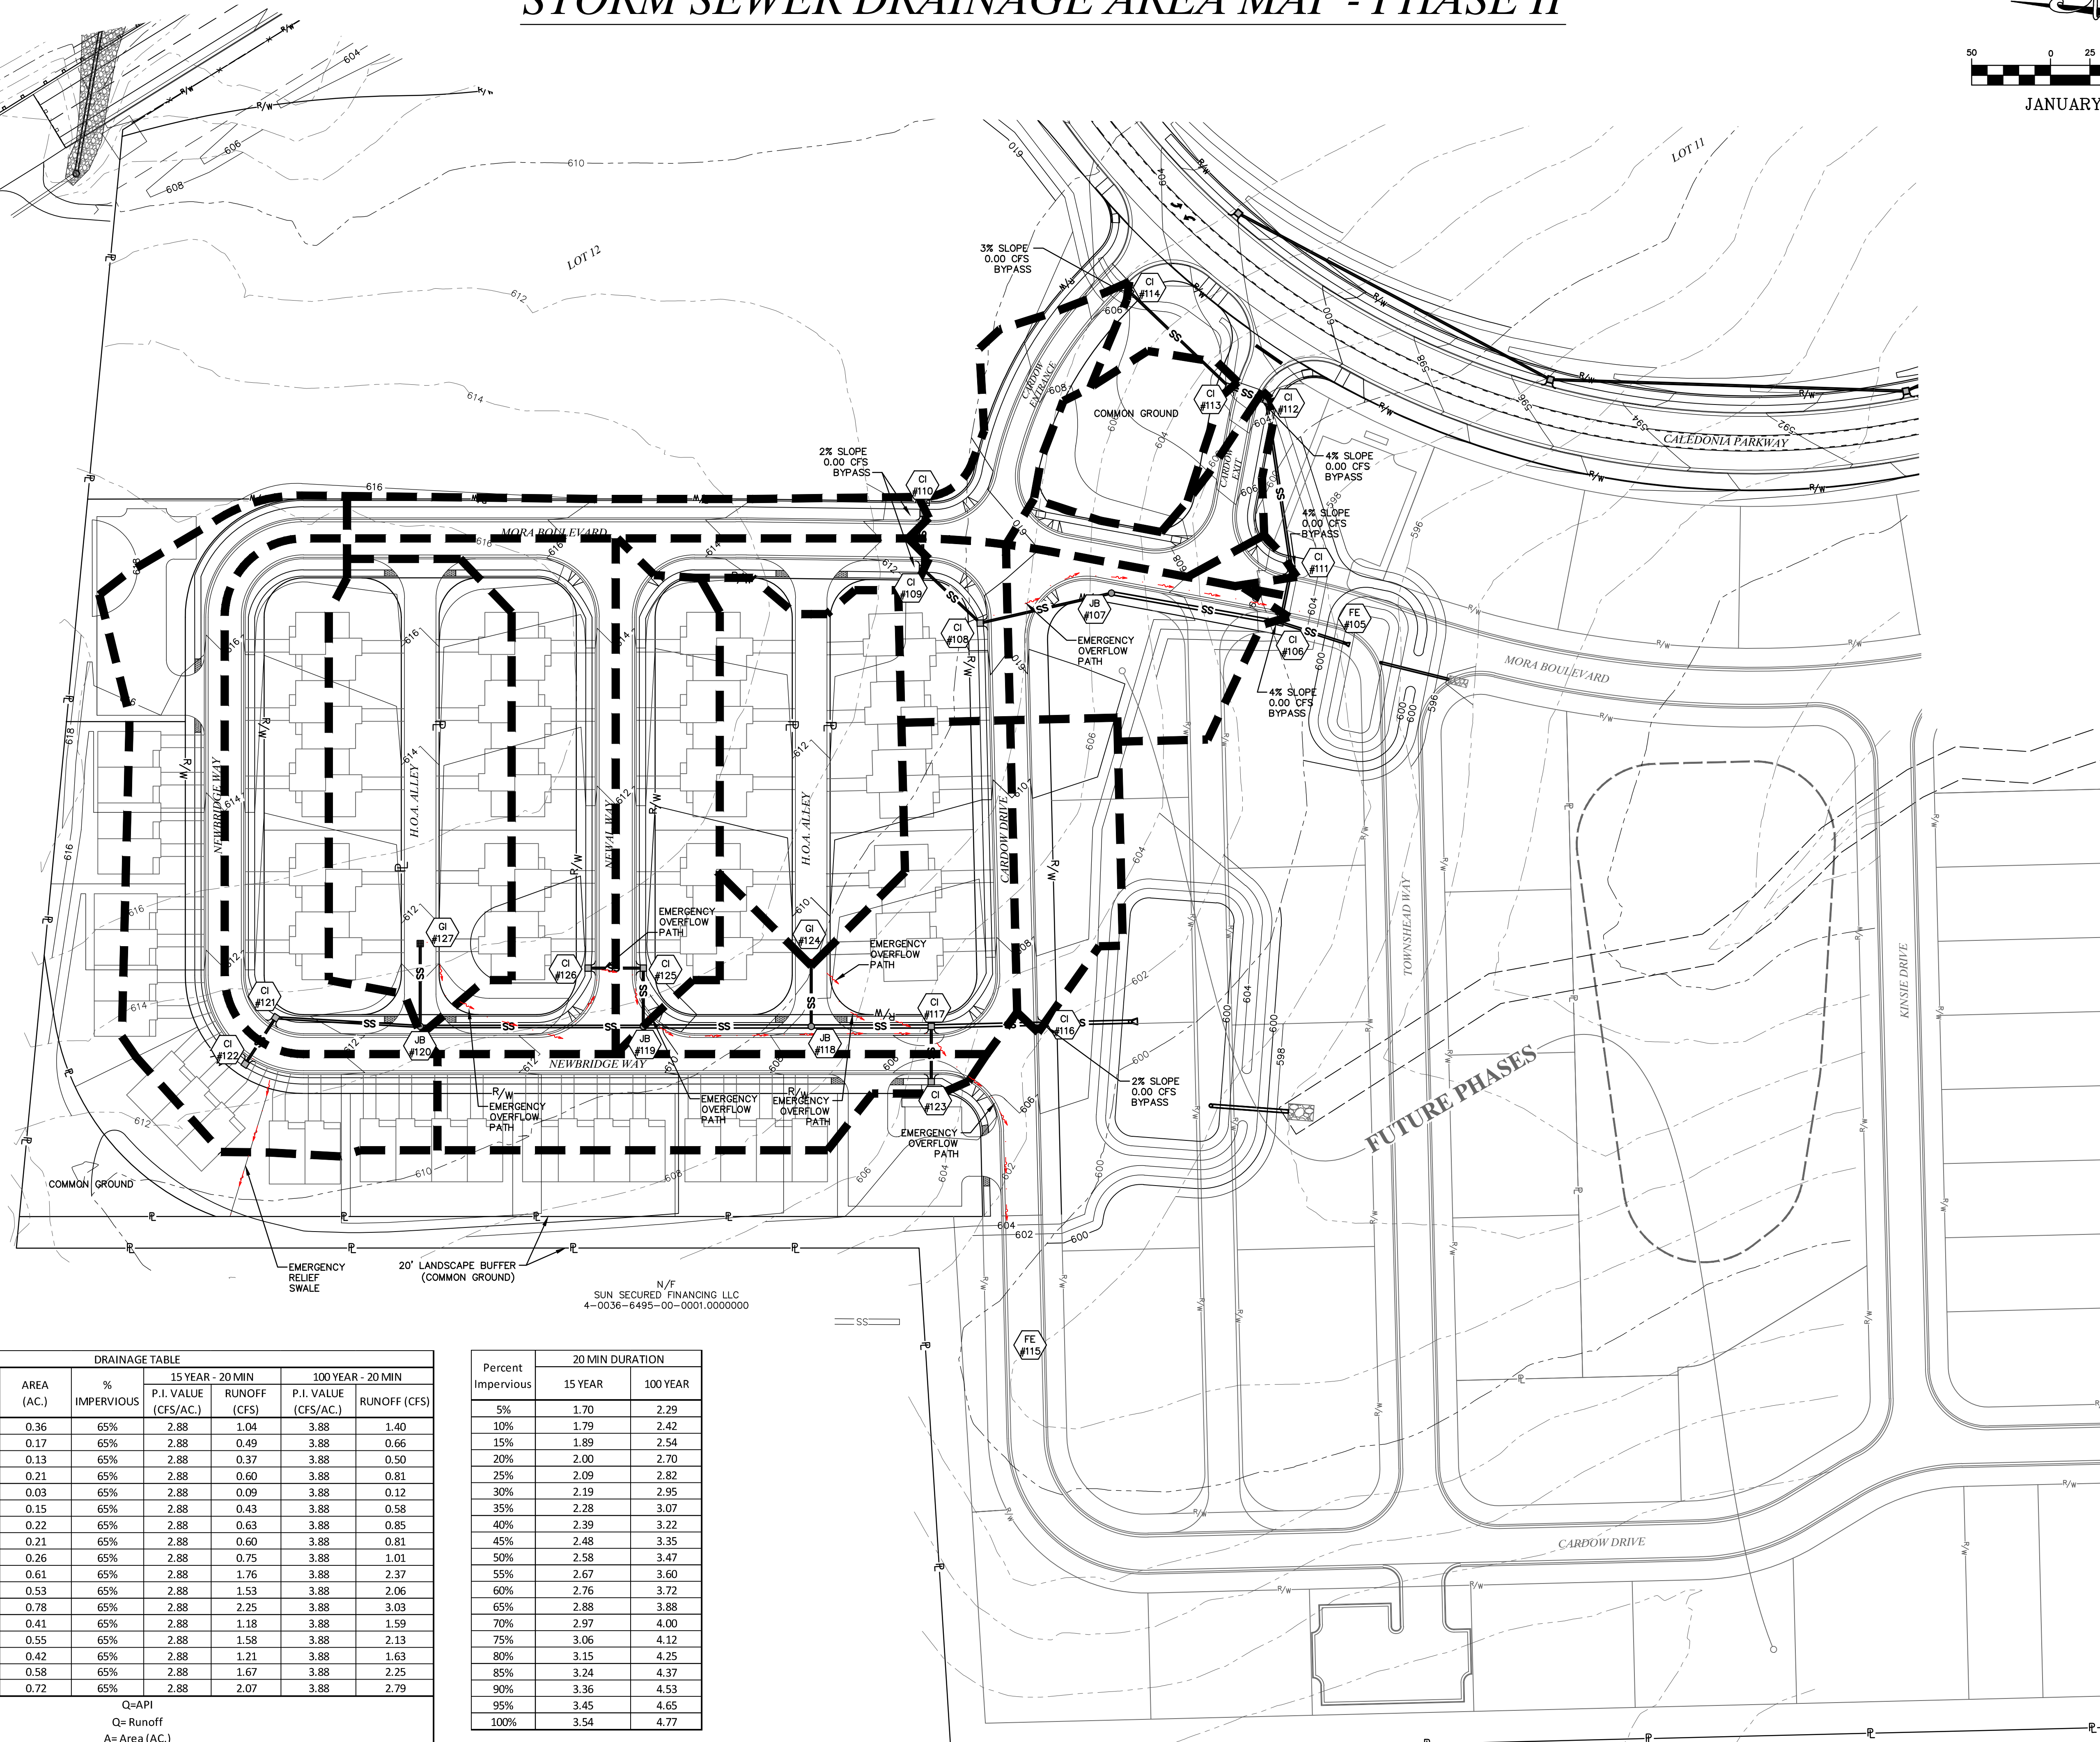 STORM SEWER DRAINAGE AREA MAP - PHASE II
50 0 25
JANUARY
LOT 11
LOT 12
604
606
608
610
612
614
616
3% SLOPE
0.00 CFS
BYPASS
CI
#114
CARDOW
ENTRANCE
COMMON GROUND
CI
#113
CI
#112
CARDOW
EXIT
CALEDONIA PARKWAY
600
598
596
594
592
2% SLOPE
0.00 CFS
BYPASS
CI
#110
4% SLOPE
0.00 CFS
BYPASS
4% SLOPE
0.00 CFS
BYPASS
MORA BOULEVARD
CI
#109
CI
#111
CI
#108
JB
#107
FE
#105
CI
#106
EMERGENCY
OVERFLOW
PATH
4% SLOPE
0.00 CFS
BYPASS
MORA BOULEVARD
NEWBRIDGE WAY
H.O.A. ALLEY
NEWAL WAY
H.O.A. ALLEY
CARDOW DRIVE
TOWNSHEAD WAY
KINSIE DRIVE
GI
#127
CI
#126
EMERGENCY
OVERFLOW
PATH
CI
#125
GI
#124
EMERGENCY
OVERFLOW
PATH
CI
#121
CI
#117
CI
#116
CI
#122
JB
#120
JB
#119
JB
#118
NEWBRIDGE WAY
CI
#123
2% SLOPE
0.00 CFS
BYPASS
FUTURE PHASES
EMERGENCY
OVERFLOW
PATH
EMERGENCY
OVERFLOW
PATH
EMERGENCY
OVERFLOW
PATH
EMERGENCY
OVERFLOW
PATH
COMMON GROUND
EMERGENCY
RELIEF
SWALE
20' LANDSCAPE BUFFER
(COMMON GROUND)
N/F
SUN SECURED FINANCING LLC
4-0036-6495-00-0001.0000000
SS
FE
#115
CARDOW DRIVE
DRAINAGE TABLE
AREA (AC.) % IMPERVIOUS 15 YEAR - 20 MIN 100 YEAR - 20 MIN
P.I. VALUE (CFS/AC.) RUNOFF (CFS) P.I. VALUE (CFS/AC.) RUNOFF (CFS)
0.36 65% 2.88 1.04 3.88 1.40
0.17 65% 2.88 0.49 3.88 0.66
0.13 65% 2.88 0.37 3.88 0.50
0.21 65% 2.88 0.60 3.88 0.81
0.03 65% 2.88 0.09 3.88 0.12
0.15 65% 2.88 0.43 3.88 0.58
0.22 65% 2.88 0.63 3.88 0.85
0.21 65% 2.88 0.60 3.88 0.81
0.26 65% 2.88 0.75 3.88 1.01
0.61 65% 2.88 1.76 3.88 2.37
0.53 65% 2.88 1.53 3.88 2.06
0.78 65% 2.88 2.25 3.88 3.03
0.41 65% 2.88 1.18 3.88 1.59
0.55 65% 2.88 1.58 3.88 2.13
0.42 65% 2.88 1.21 3.88 1.63
0.58 65% 2.88 1.67 3.88 2.25
0.72 65% 2.88 2.07 3.88 2.79
Q=API
Q= Runoff
A= Area (AC.)
Percent Impervious 20 MIN DURATION
15 YEAR 100 YEAR
5% 1.70 2.29
10% 1.79 2.42
15% 1.89 2.54
20% 2.00 2.70
25% 2.09 2.82
30% 2.19 2.95
35% 2.28 3.07
40% 2.39 3.22
45% 2.48 3.35
50% 2.58 3.47
55% 2.67 3.60
60% 2.76 3.72
65% 2.88 3.88
70% 2.97 4.00
75% 3.06 4.12
80% 3.15 4.25
85% 3.24 4.37
90% 3.36 4.53
95% 3.45 4.65
100% 3.54 4.77